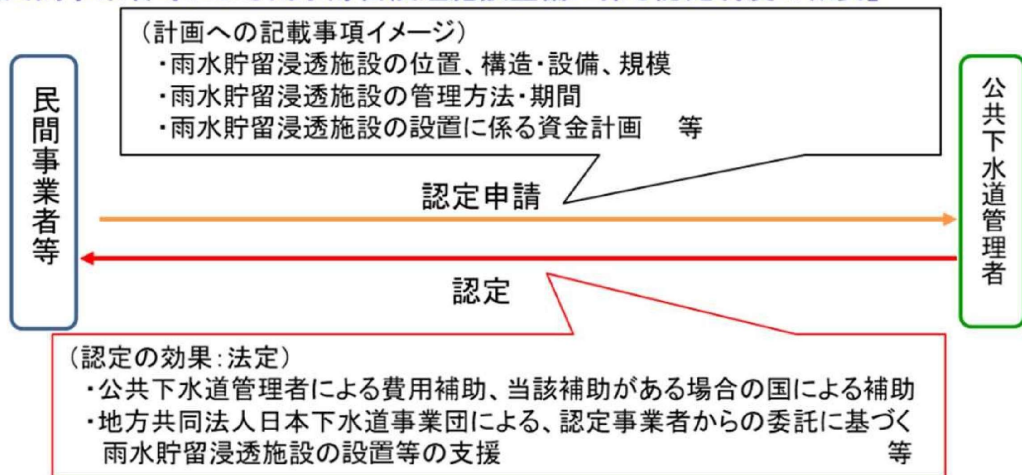 (計画への記載事項イメージ)
・雨水貯留浸透施設の位置、構造・設備、規模
・雨水貯留浸透施設の管理方法・期間
・雨水貯留浸透施設の設置に係る資金計画　等
民間事業者等
公共下水道管理者
認定申請
認定
(認定の効果:法定)
・公共下水道管理者による費用補助、当該補助がある場合の国による補助
・地方共同法人日本下水道事業団による、認定事業者からの委託に基づく
雨水貯留浸透施設の設置等の支援　等